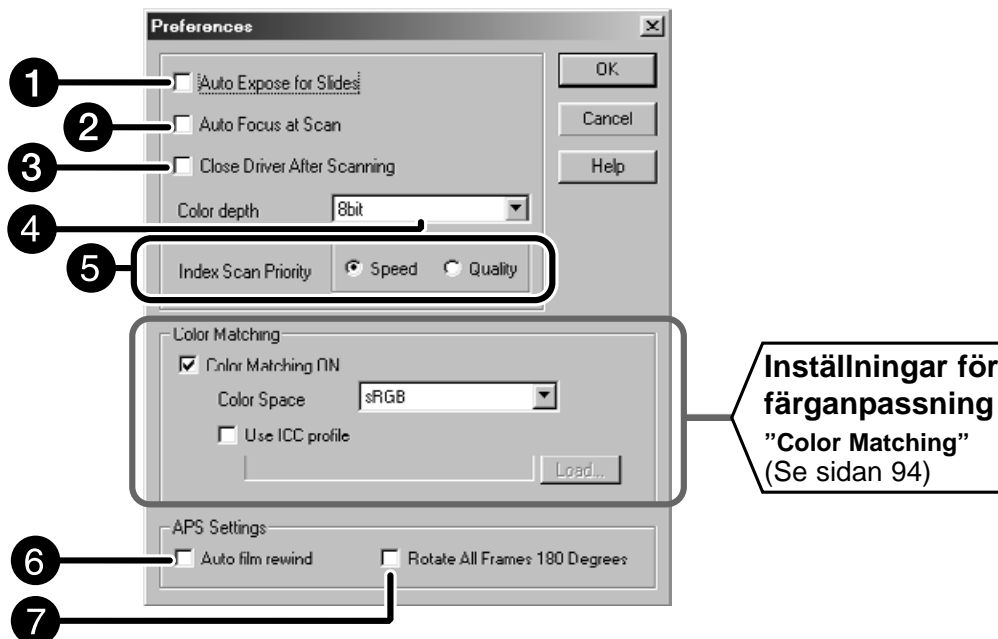 Preferences
1 Auto Expose for Slides
OK
2 Auto Focus at Scan
Cancel
3 Close Driver After Scanning
Help
Color depth 8bit
4
5 Index Scan Priority Speed Quality
Color Matching
Color Matching ON
Color Space sRGB
Use ICC profile
Load...
Inställningar för
färganpassning
”Color Matching”
(Se sidan 94)
APS Settings
6 Auto film rewind Rotate All Frames 180 Degrees
7